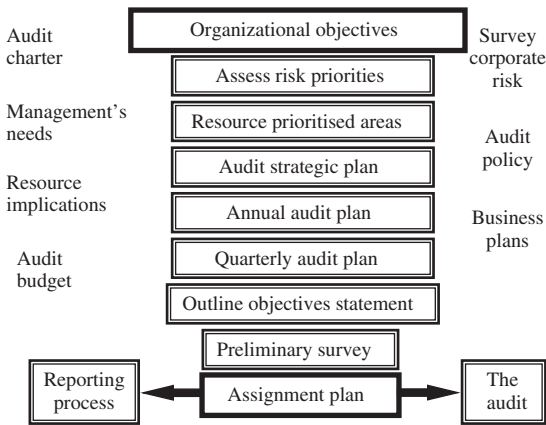 Audit
charter
Organizational objectives
Survey
corporate
risk
Assess risk priorities
Management's
needs
Resource prioritised areas
Audit
policy
Audit strategic plan
Resource
implications
Annual audit plan
Business
plans
Audit
budget
Quarterly audit plan
Outline objectives statement
Preliminary survey
Reporting
process
Assignment plan
The
audit